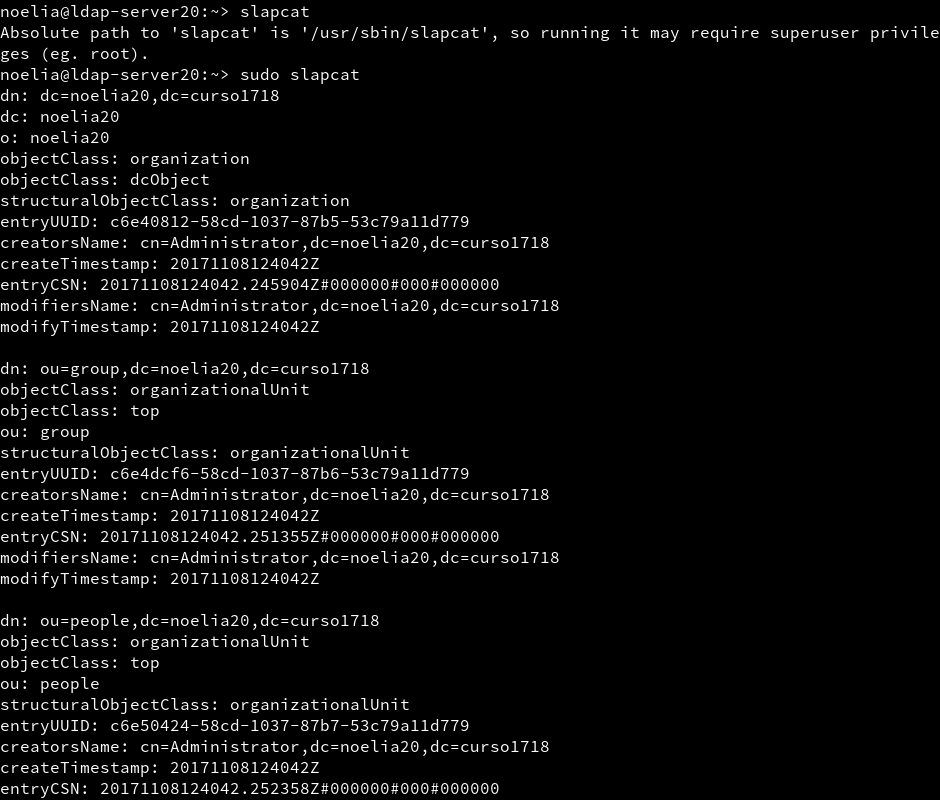 noelia@ldap-server20:~> slapcat
Absolute path to 'slapcat' is '/usr/sbin/slapcat', so running it may require superuser privile
ges (eg. root).
noelia@ldap-server20:~> sudo slapcat
dn: dc=noelia20,dc=curso1718
dc: noelia20
o: noelia20
objectClass: organization
objectClass: dcObject
structuralObjectClass: organization
entryUUID: c6e40812-58cd-1037-87b5-53c79a11d779
creatorsName: cn=Administrator,dc=noelia20,dc=curso1718
createTimestamp: 20171108124042Z
entryCSN: 20171108124042.245904Z#000000#000#000000
modifiersName: cn=Administrator,dc=noelia20,dc=curso1718
modifyTimestamp: 20171108124042Z

dn: ou=group,dc=noelia20,dc=curso1718
objectClass: organizationalUnit
objectClass: top
ou: group
structuralObjectClass: organizationalUnit
entryUUID: c6e4dcf6-58cd-1037-87b6-53c79a11d779
creatorsName: cn=Administrator,dc=noelia20,dc=curso1718
createTimestamp: 20171108124042Z
entryCSN: 20171108124042.251355Z#000000#000#000000
modifiersName: cn=Administrator,dc=noelia20,dc=curso1718
modifyTimestamp: 20171108124042Z

dn: ou=people,dc=noelia20,dc=curso1718
objectClass: organizationalUnit
objectClass: top
ou: people
structuralObjectClass: organizationalUnit
entryUUID: c6e50424-58cd-1037-87b7-53c79a11d779
creatorsName: cn=Administrator,dc=noelia20,dc=curso1718
createTimestamp: 20171108124042Z
entryCSN: 20171108124042.252358Z#000000#000#000000